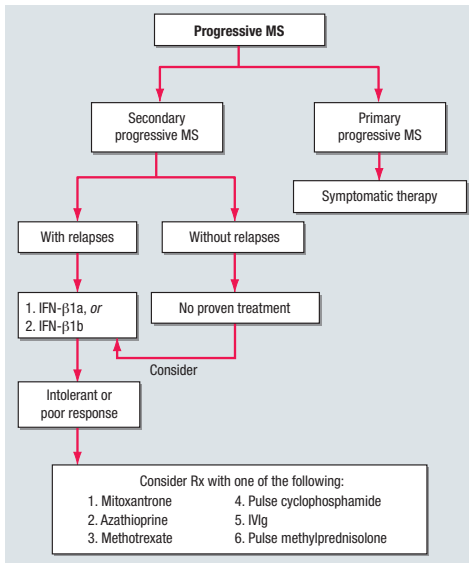 Progressive MS
Secondary
progressive MS
Primary
progressive MS
Symptomatic therapy
With relapses
Without relapses
1. IFN-β1a, or
2. IFN-β1b
No proven treatment
Consider
Intolerant or
poor response
Consider Rx with one of the following:
1. Mitoxantrone
2. Azathioprine
3. Methotrexate
4. Pulse cyclophosphamide
5. IVIg
6. Pulse methylprednisolone